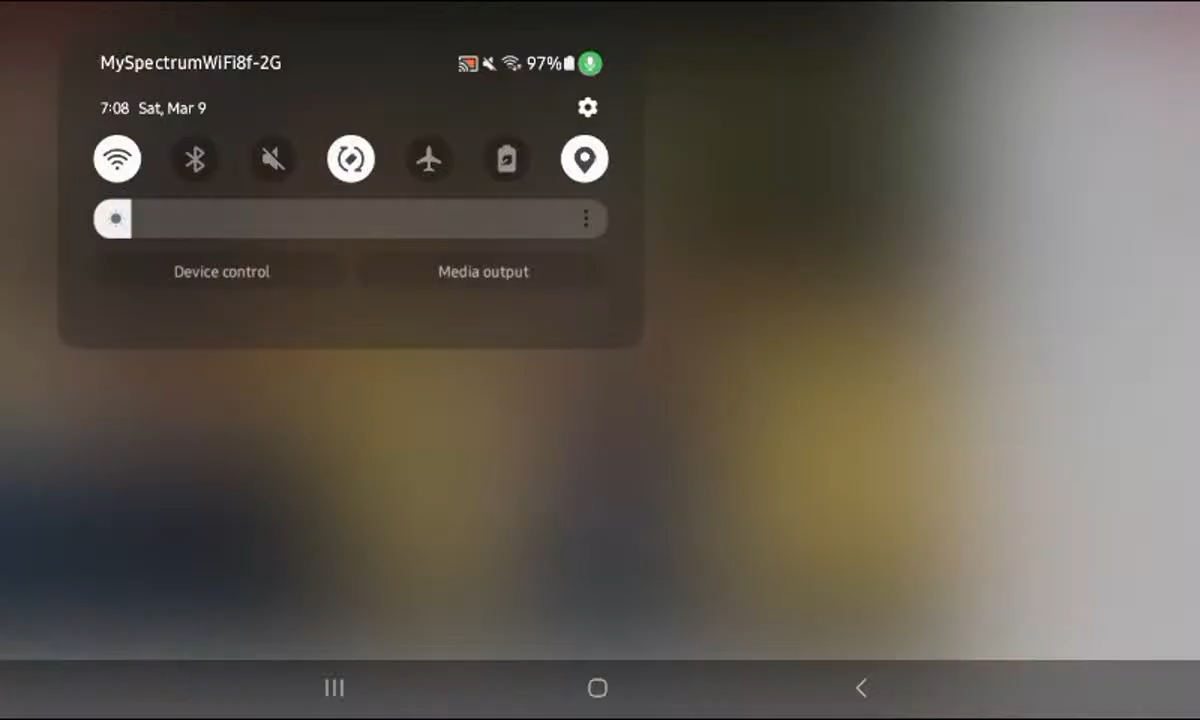 MySpectrumWiFi8f-2G 97%
7:08 Sat, Mar 9
Device control Media output